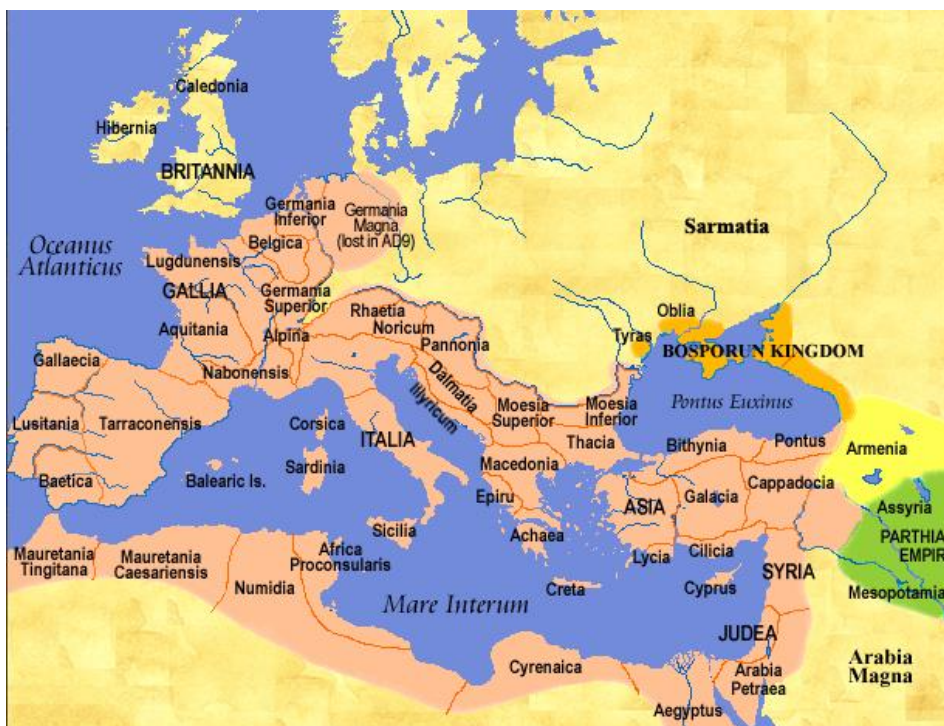 Caledonia
Hibernia
BRITANNIA
Oceanus
Atlanticus
Germania
Inferior
Germania
Magna
(lost in AD9)
Belgica
Lugdunensis
GALLIA
Germania
Superior
Aquitania
Alpina
Nabonensis
Rhaetia
Noricum
Pannonia
Sarmatia
Oblia
Tyras
BOSPORUN KINGDOM
Pontus Euxinus
Gallaecia
Lusitania
Tarraconensis
Baetica
Balearic Is.
Corsica
Sardinia
ITALIA
Sicilia
Dalmatia
Illyricum
Moesia
Superior
Moesia
Inferior
Thacia
Macedonia
Epiru
Achaea
Creta
Bithynia
Pontus
ASIA
Galacia
Cappadocia
Lycia
Cilicia
Cyprus
SYRIA
Armenia
Assyria
PARTHIA
EMPIR
Mesopotamia
Mauretania
Tingitana
Mauretania
Caesariensis
Numidia
Africa
Proconsularis
Mare Interum
Cyrenaica
JUDEA
Arabia
Petraea
Aegyptus
Arabia
Magna